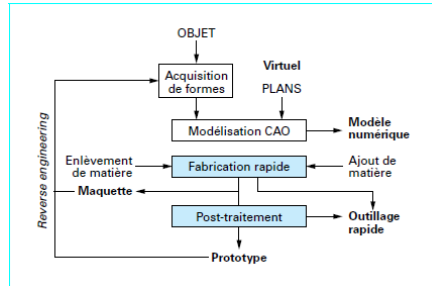 OBJET
Virtuel
Acquisition
de formes
PLANS
Modélisation CAO
Modèle
numérique
Enlèvement
de matière
Fabrication rapide
Ajout de
matière
Reverse engineering
Maquette
Post-traitement
Outillage
rapide
Prototype